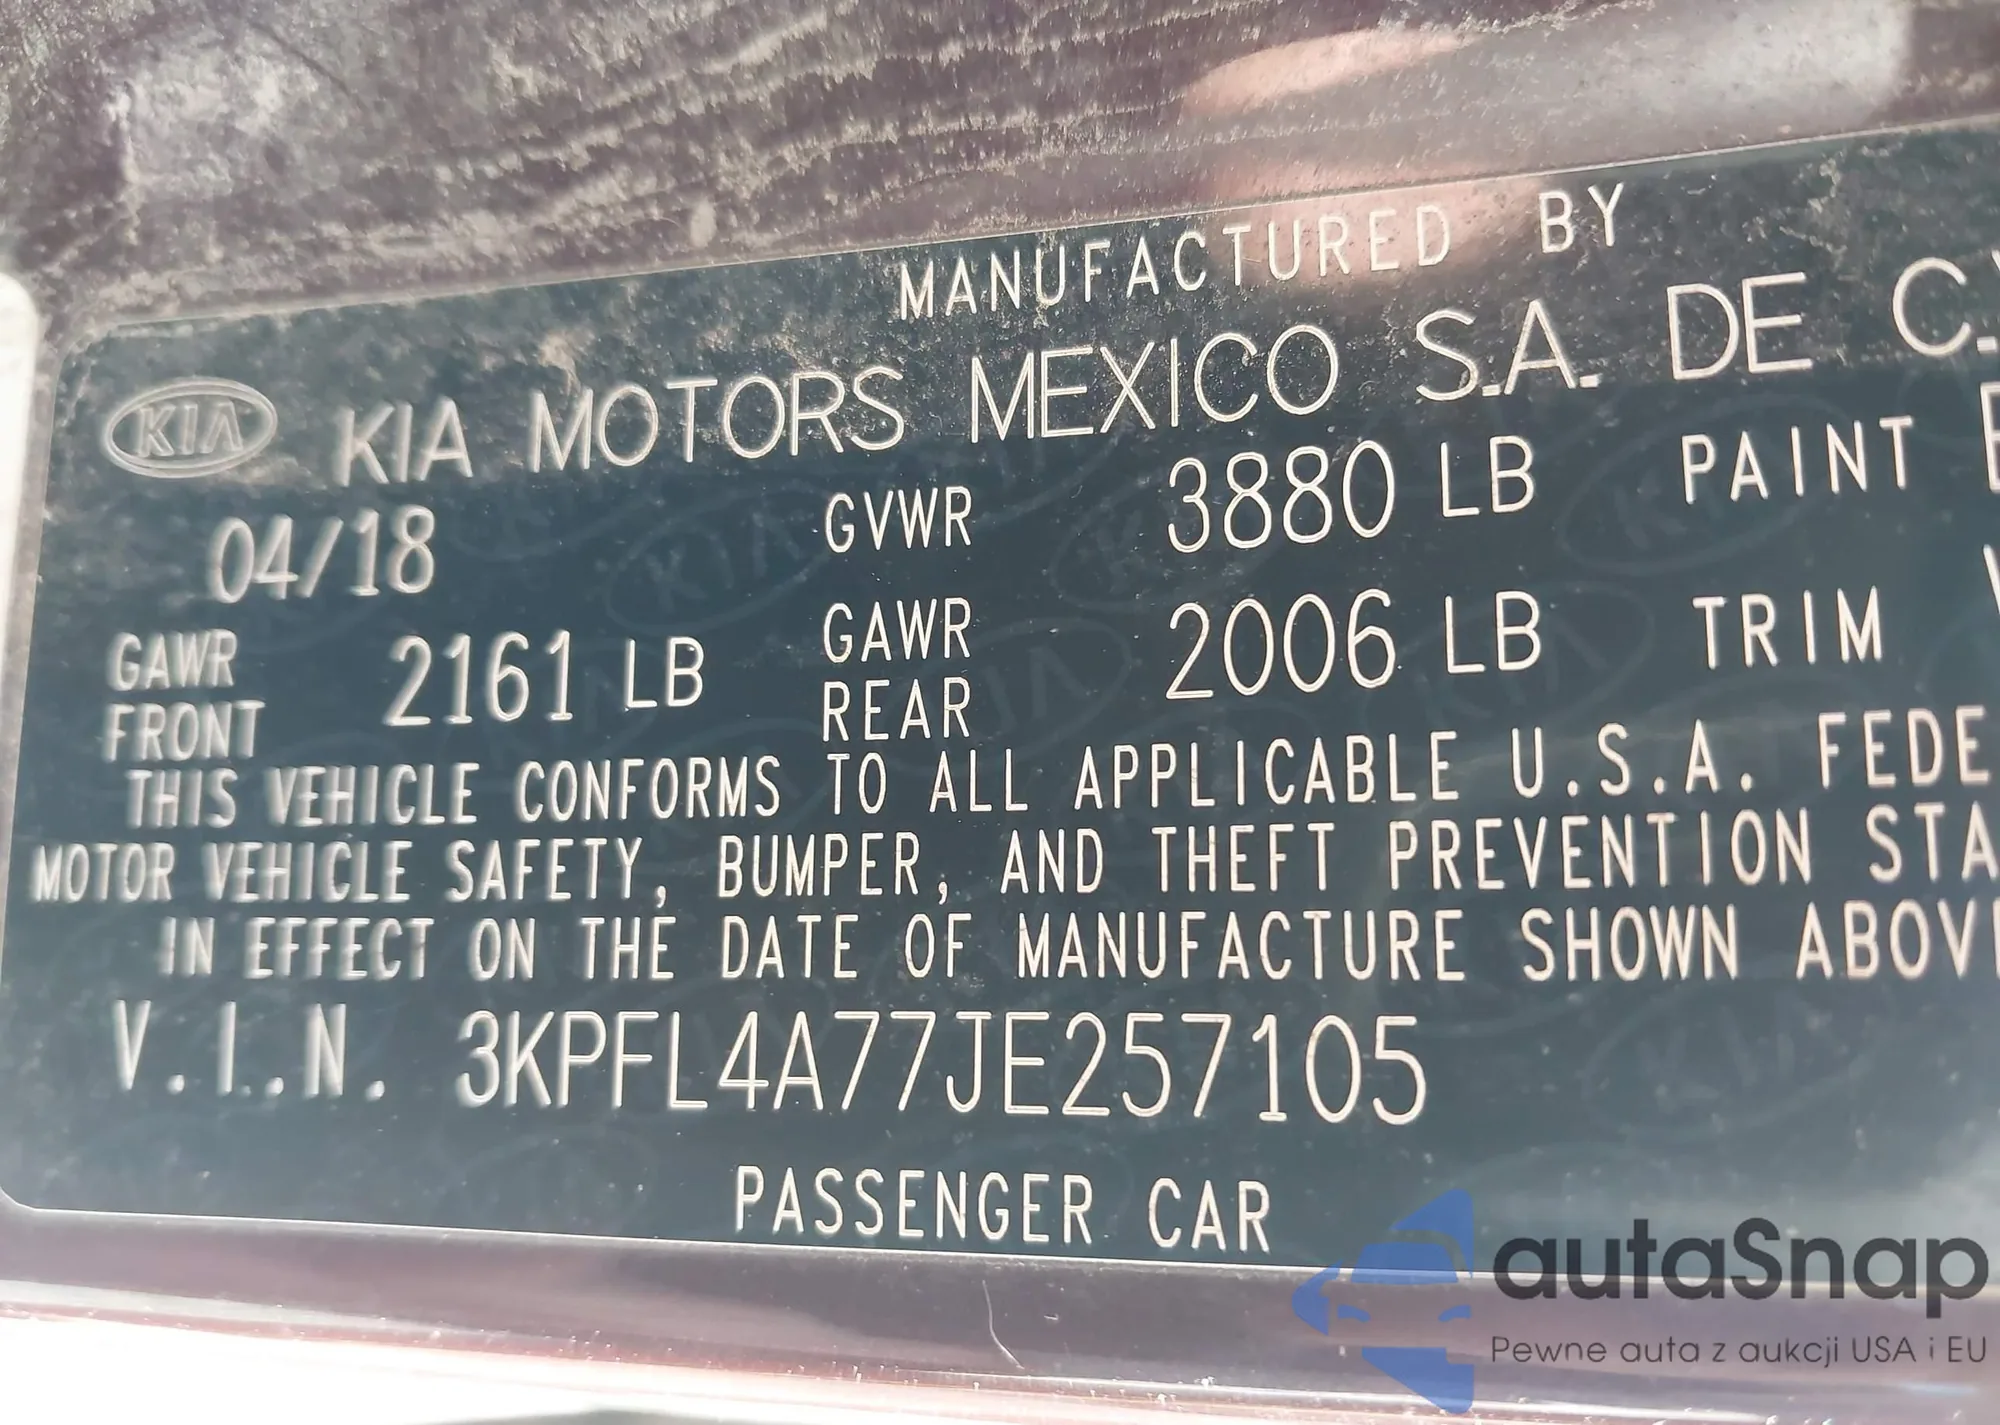 MANUFACTURED BY
KIA KIA MOTORS MEXICO S.A. DE C.
04/18 GVWR 3880 LB PAINT
GAWR FRONT 2161 LB GAWR REAR 2006 LB TRIM
THIS VEHICLE CONFORMS TO ALL APPLICABLE U.S.A. FEDE
MOTOR VEHICLE SAFETY, BUMPER, AND THEFT PREVENTION STA
IN EFFECT ON THE DATE OF MANUFACTURE SHOWN ABOV
V.I.N. 3KPFL4A77JE257105
PASSENGER CAR
autaSnap
Pewne auta z aukcji USA i EU